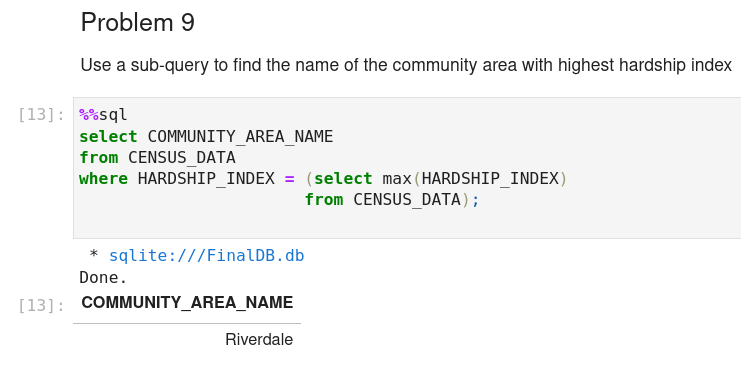 Problem 9
Use a sub-query to find the name of the community area with highest hardship index
[13]: %%sql
select COMMUNITY_AREA_NAME
from CENSUS_DATA
where HARDSHIP_INDEX = (select max(HARDSHIP_INDEX)
from CENSUS_DATA);
* sqlite:///FinalDB.db
Done.
[13]: COMMUNITY_AREA_NAME
Riverdale